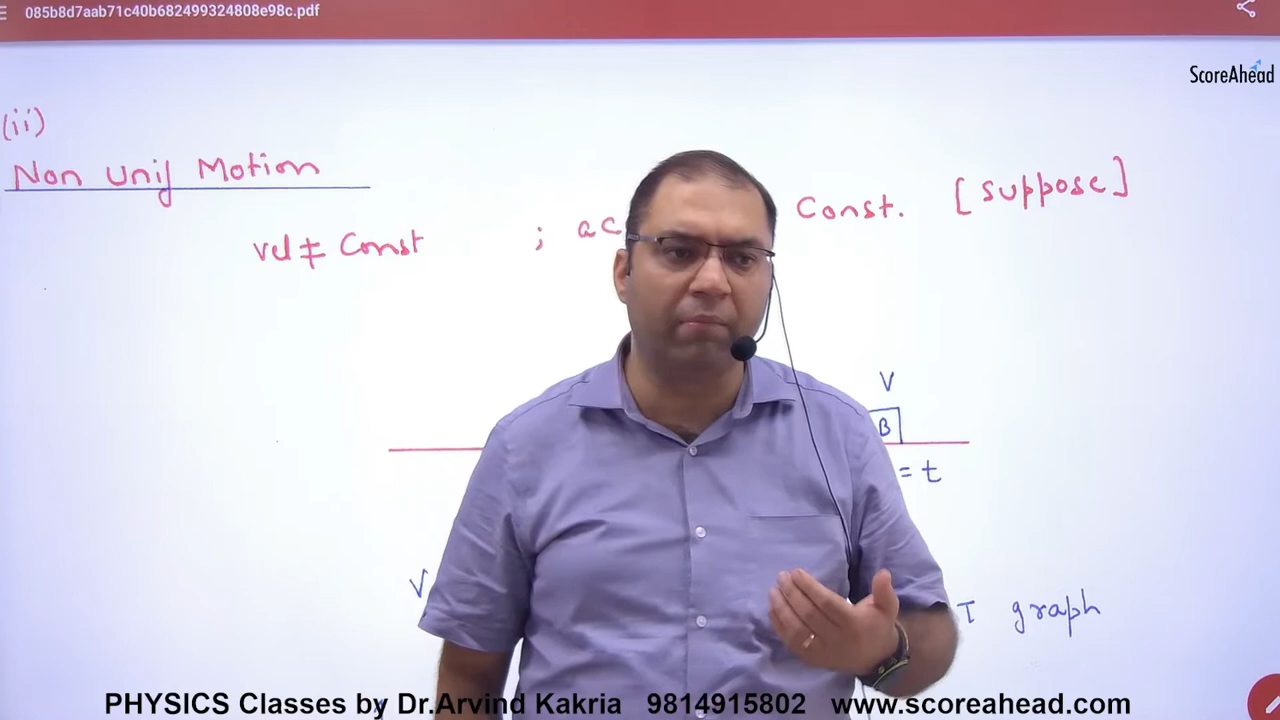 085b8d7aab71c40b682499324808e98c.pdf
ScoreAhead
(ii)
Non Unif Motion
vel ≠ Const ; ac Const. [suppose]
V
B
= t
V
T graph
PHYSICS Classes by Dr.Arvind Kakria 9814915802 www.scoreahead.com